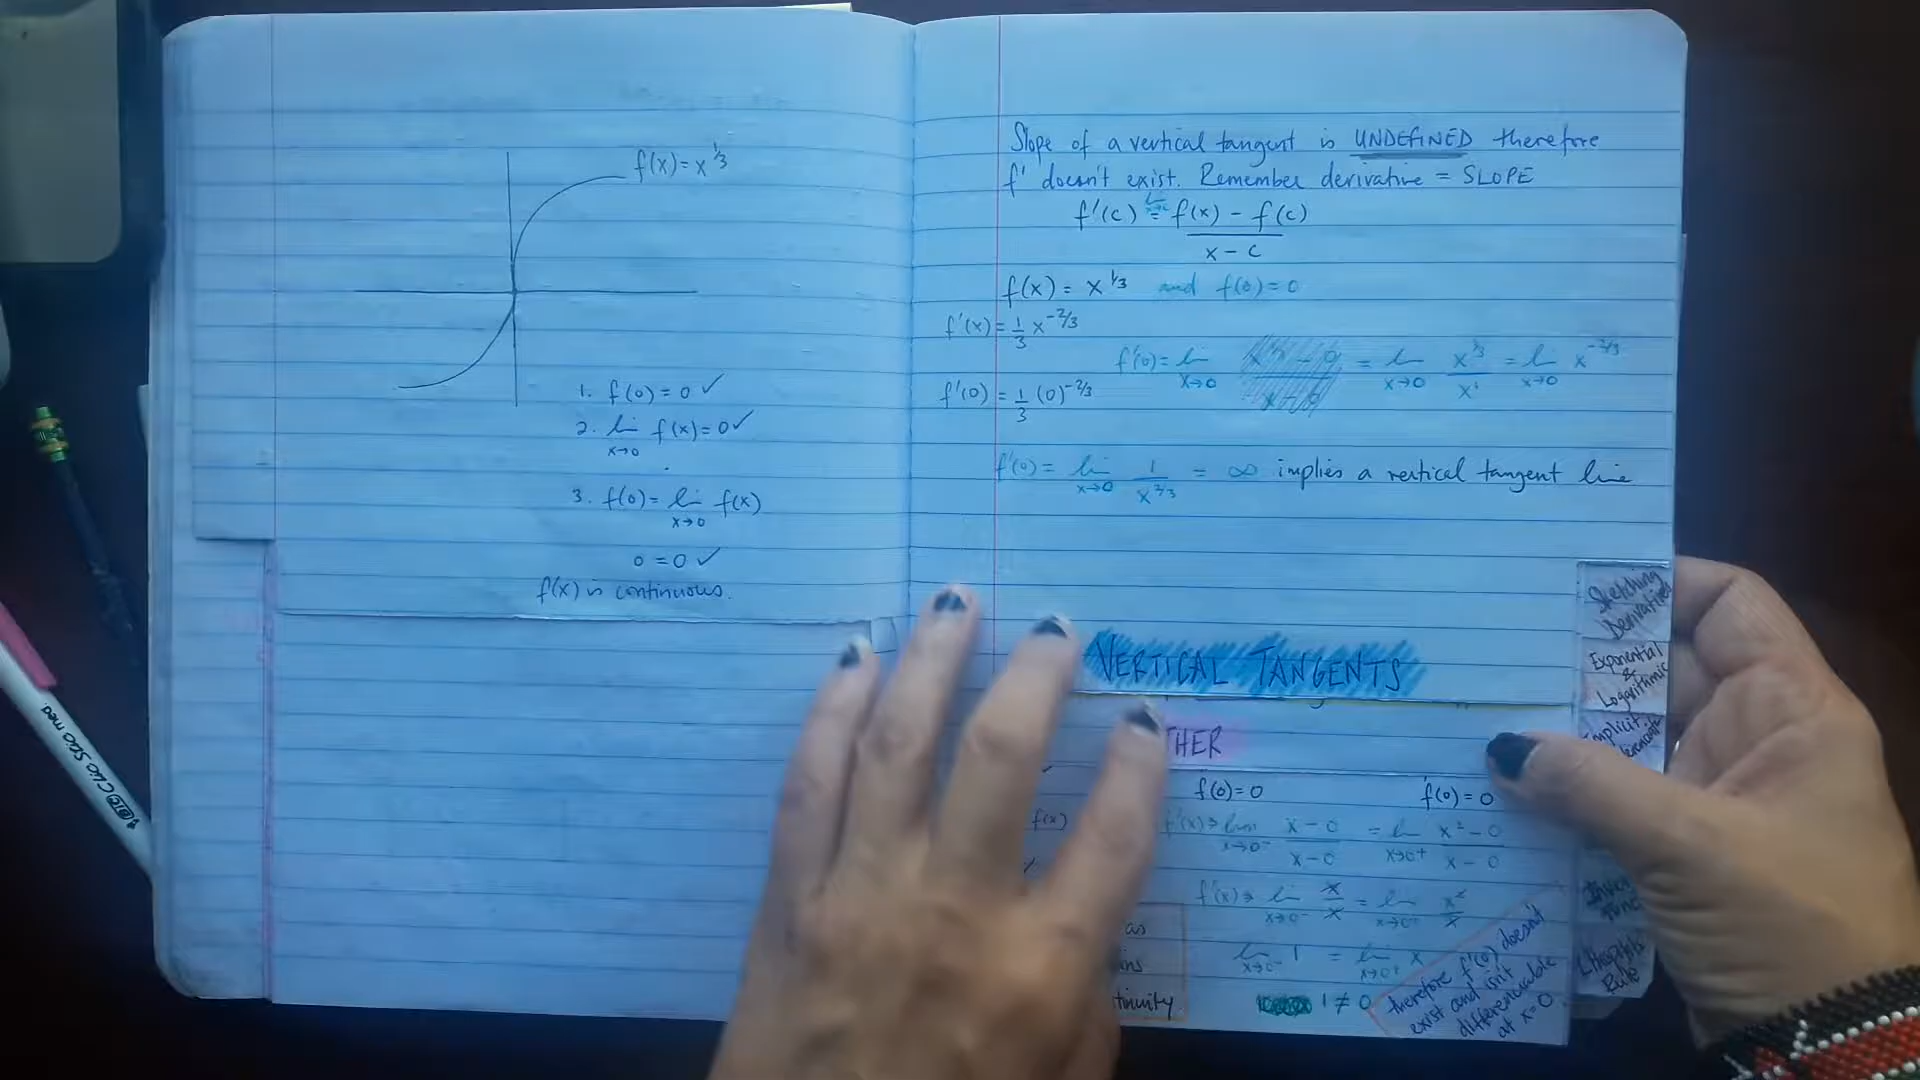 f(x) = x^1/3
1. f(0) = 0 ✓
2. lim f(x) = 0 ✓
x→0
3. f(0) = lim f(x)
x→0
0 = 0 ✓
f(x) is continuous.
Slope of a vertical tangent is UNDEFINED therefore
f' doesn't exist. Remember derivative = SLOPE
f'(c) = lim f(x) - f(c)
x→c
x - c
f(x) = x^1/3 and f(0) = 0
f'(x) = 1/3 x^-2/3
f'(0) = lim = lim x^1/3 / x^1 = lim x^-2/3
x→0 x→0 x→0
f'(0) = 1/3 (0)^-2/3
f'(0) = lim 1/x^2/3 = ∞ implies a vertical tangent line
x→0
VERTICAL TANGENTS
THER
f(0) = 0 f(0) = 0
f(x)
f'(x) ⇒ lim x - 0 / x - 0 = lim x² - 0 / x - 0
x→0⁻ x→0⁺
f'(x) ⇒ lim x/x = lim x²/x
x→0⁻ x→0⁺
as
lim 1 = lim x
x→0⁻ x→0⁺
ins
tinuity.
1 ≠ 0
therefore f'(0) doesn't
exist and isn't
differentiable
at x = 0
Sketching
Derivatives
Exponential
&
Logarithmic
Implicit
L'Hospital's
Rule